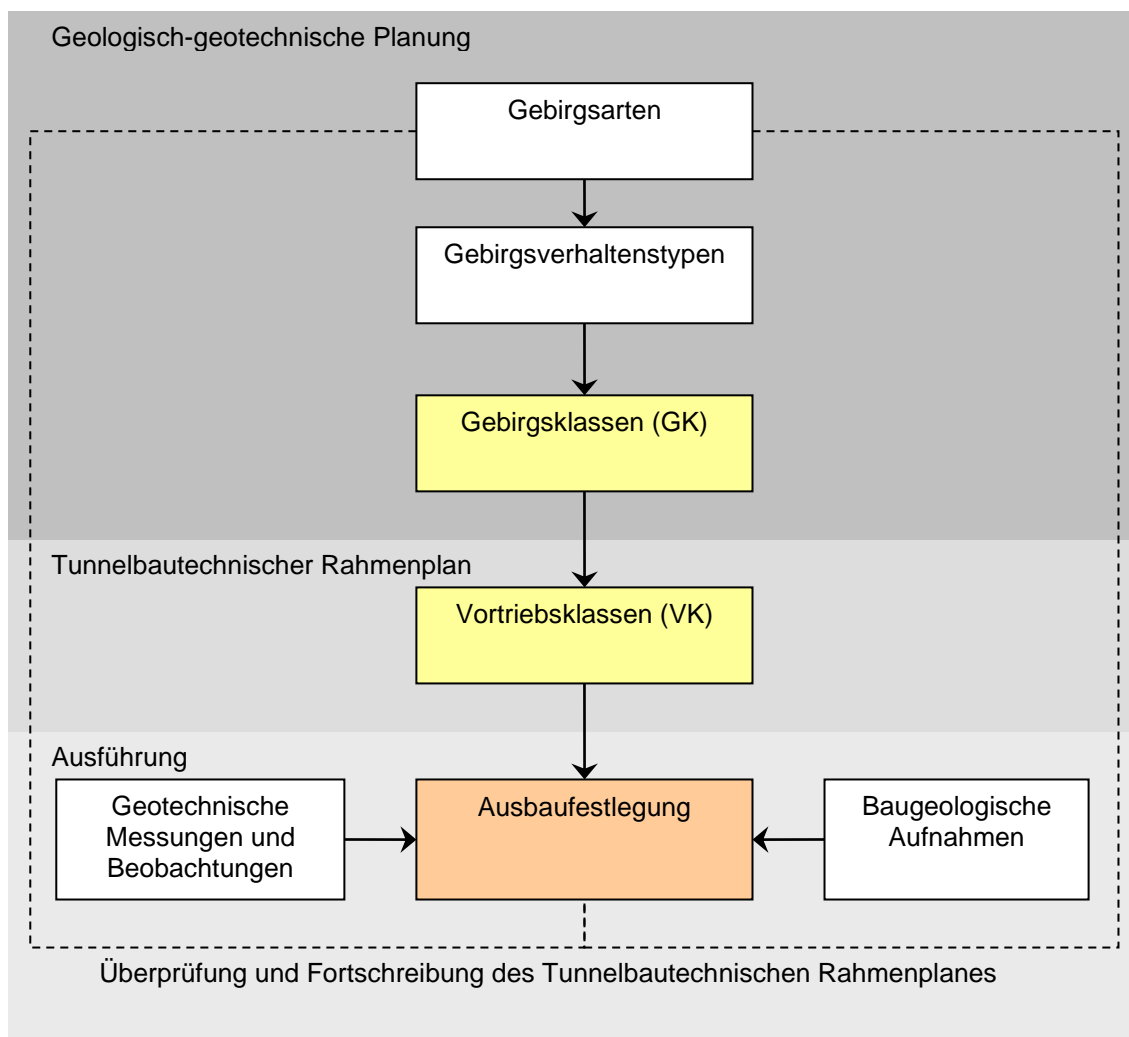 Geologisch-geotechnische Planung
Gebirgsarten
Gebirgsverhaltenstypen
Gebirgsklassen (GK)
Tunnelbautechnischer Rahmenplan
Vortriebsklassen (VK)
Ausführung
Geotechnische
Messungen und
Beobachtungen
Ausbaufestlegung
Baugeologische
Aufnahmen
Überprüfung und Fortschreibung des Tunnelbautechnischen Rahmenplanes